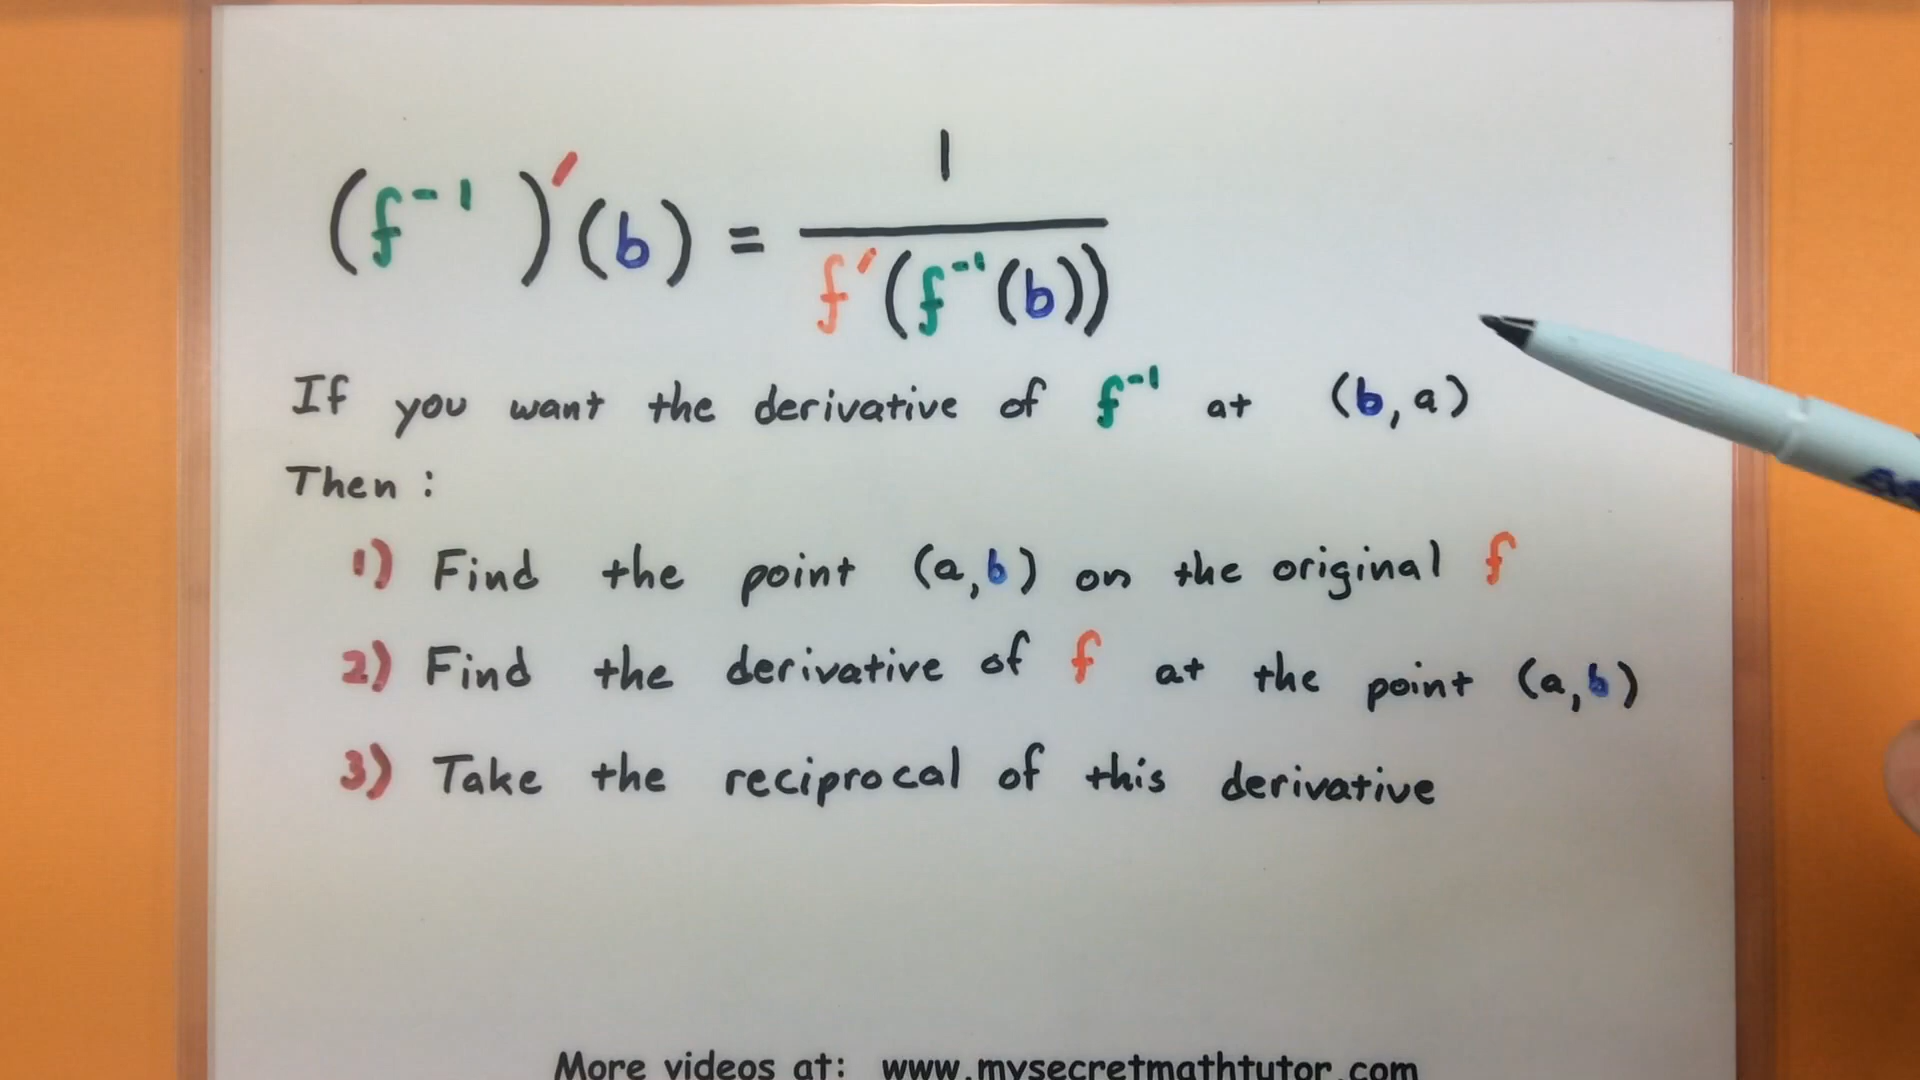 (f⁻¹)′(b) = 1 / f′(f⁻¹(b))
If you want the derivative of f⁻¹ at (b, a)
Then :
1) Find the point (a, b) on the original f
2) Find the derivative of f at the point (a, b)
3) Take the reciprocal of this derivative
More videos at: www.mysecretmathtutor.com